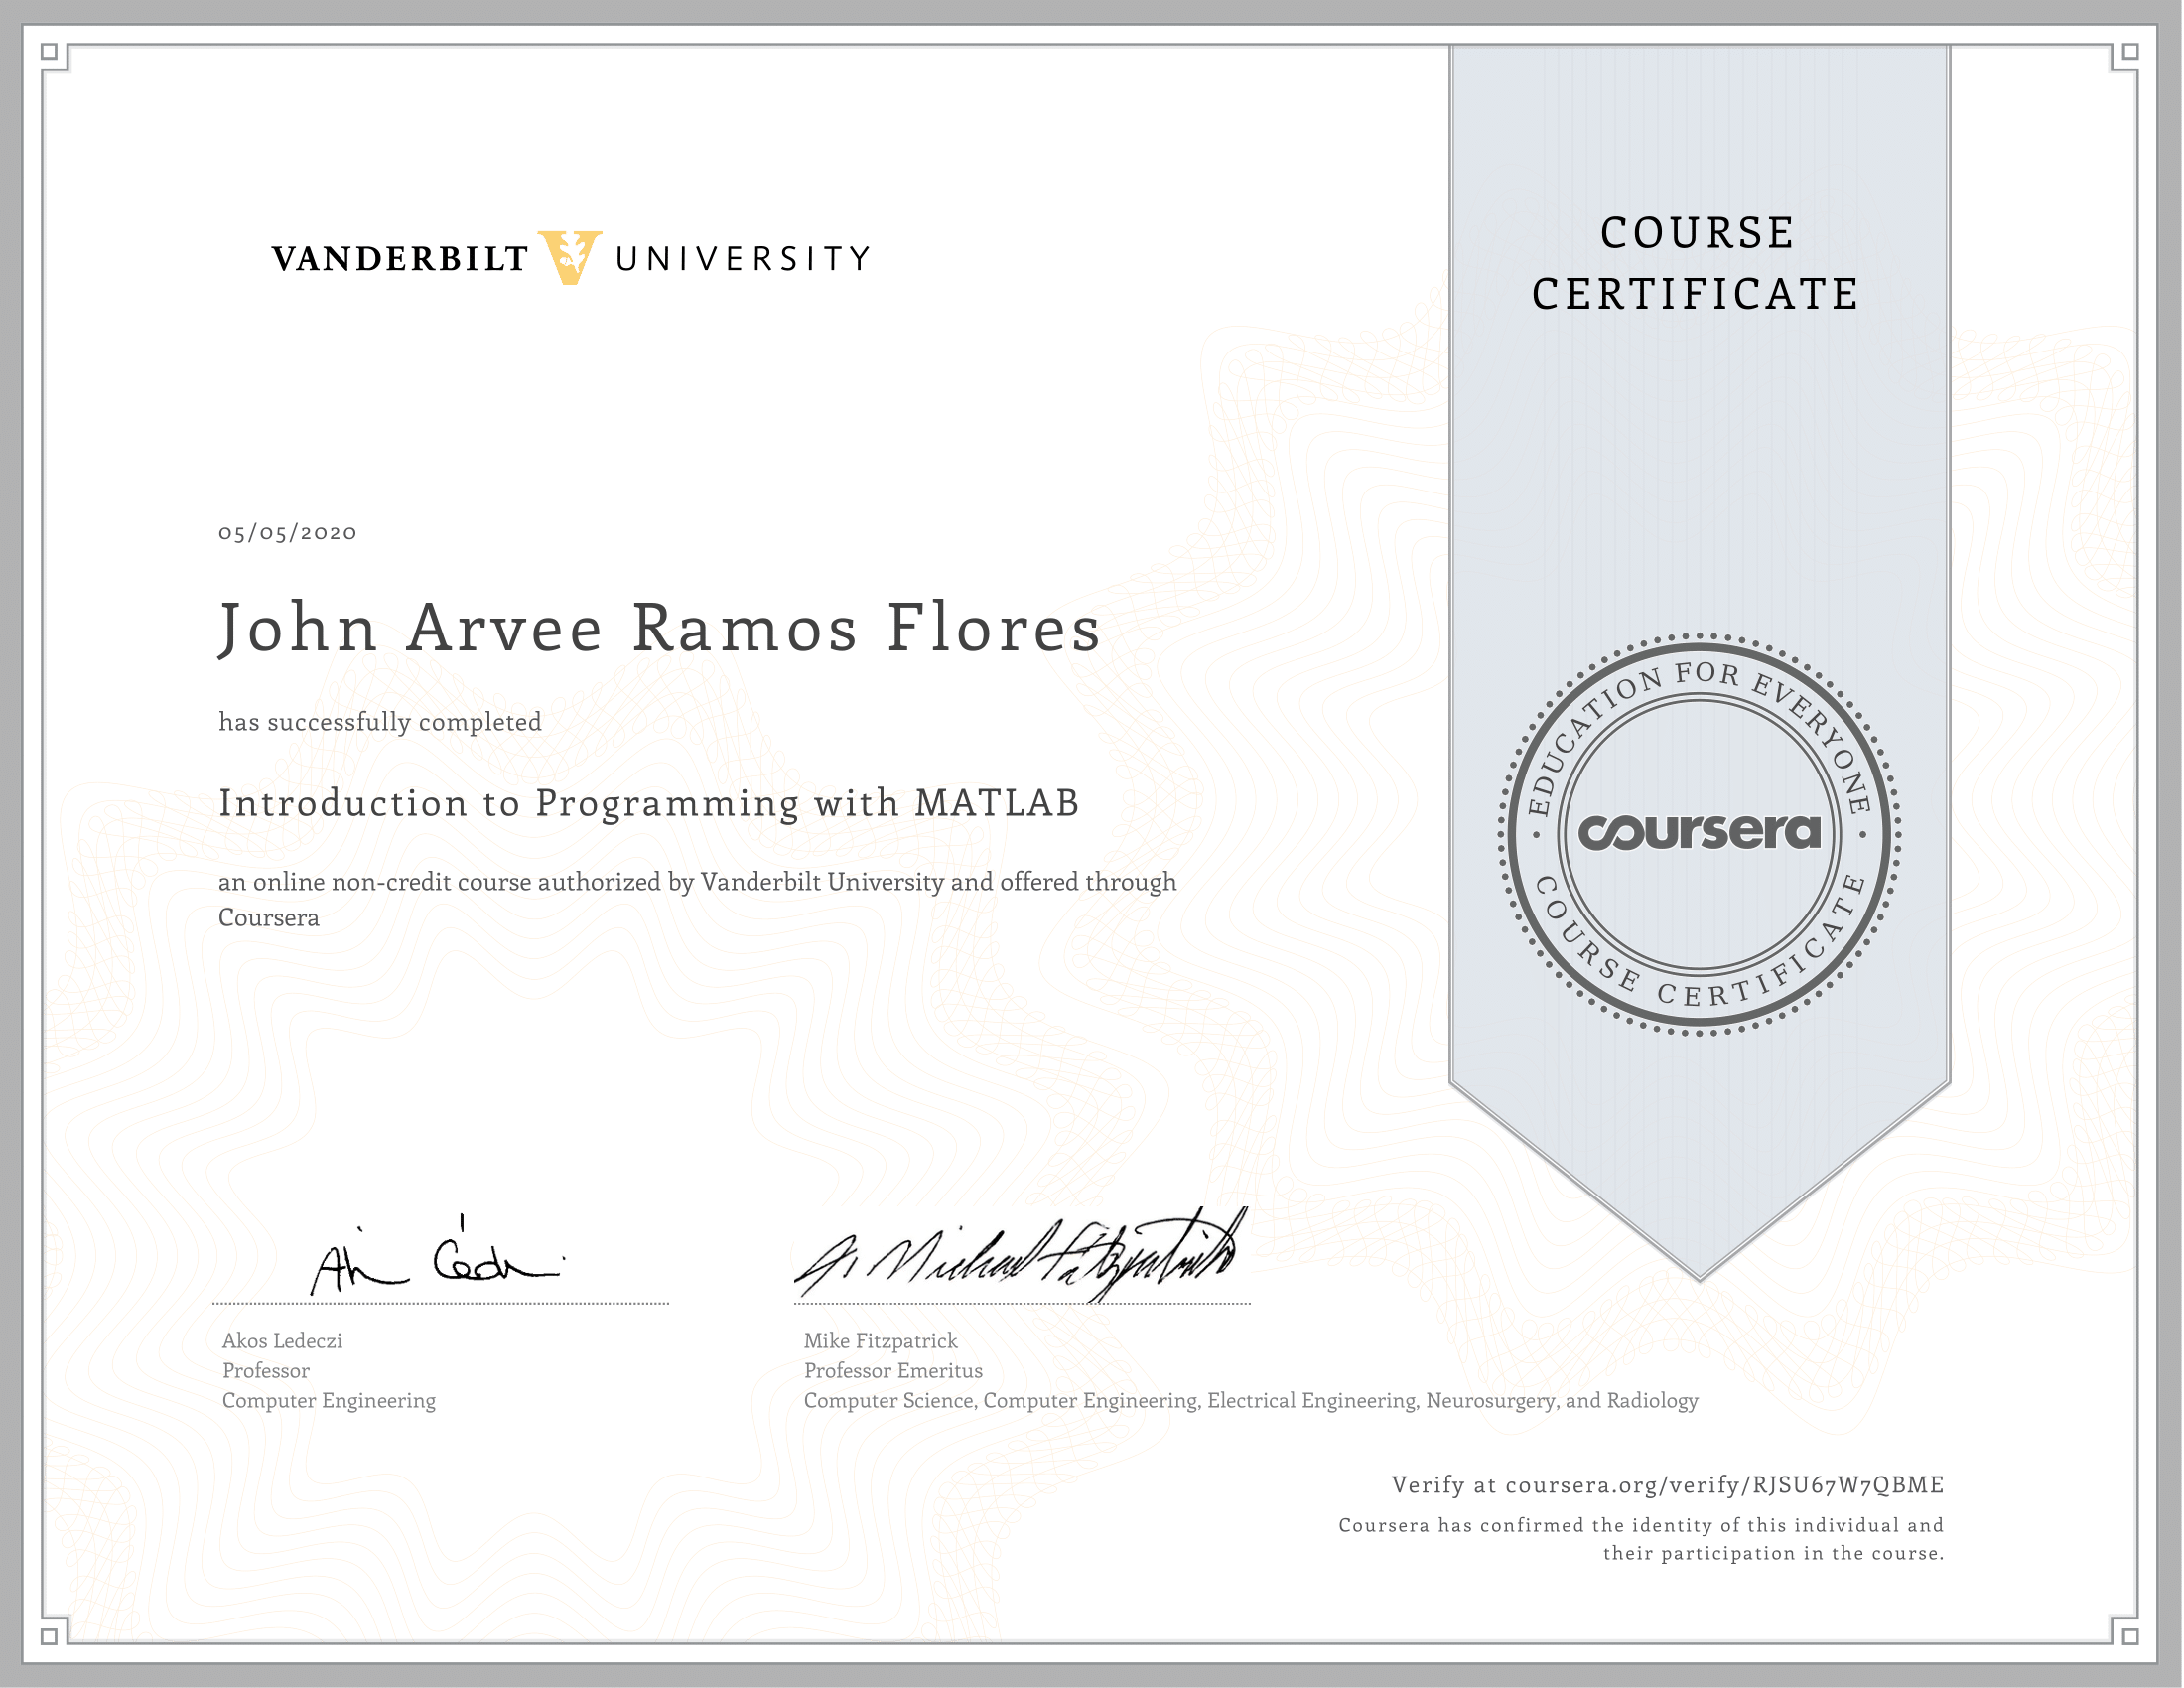 VANDERBILT UNIVERSITY
COURSE
CERTIFICATE
05/05/2020
John Arvee Ramos Flores
has successfully completed
Introduction to Programming with MATLAB
an online non-credit course authorized by Vanderbilt University and offered through
Coursera
EDUCATION FOR EVERYONE
coursera
COURSE CERTIFICATE
J. Michael Fitzpatrick
Akos Ledeczi
Professor
Computer Engineering
Mike Fitzpatrick
Professor Emeritus
Computer Science, Computer Engineering, Electrical Engineering, Neurosurgery, and Radiology
Verify at coursera.org/verify/RJSU67W7QBME
Coursera has confirmed the identity of this individual and
their participation in the course.